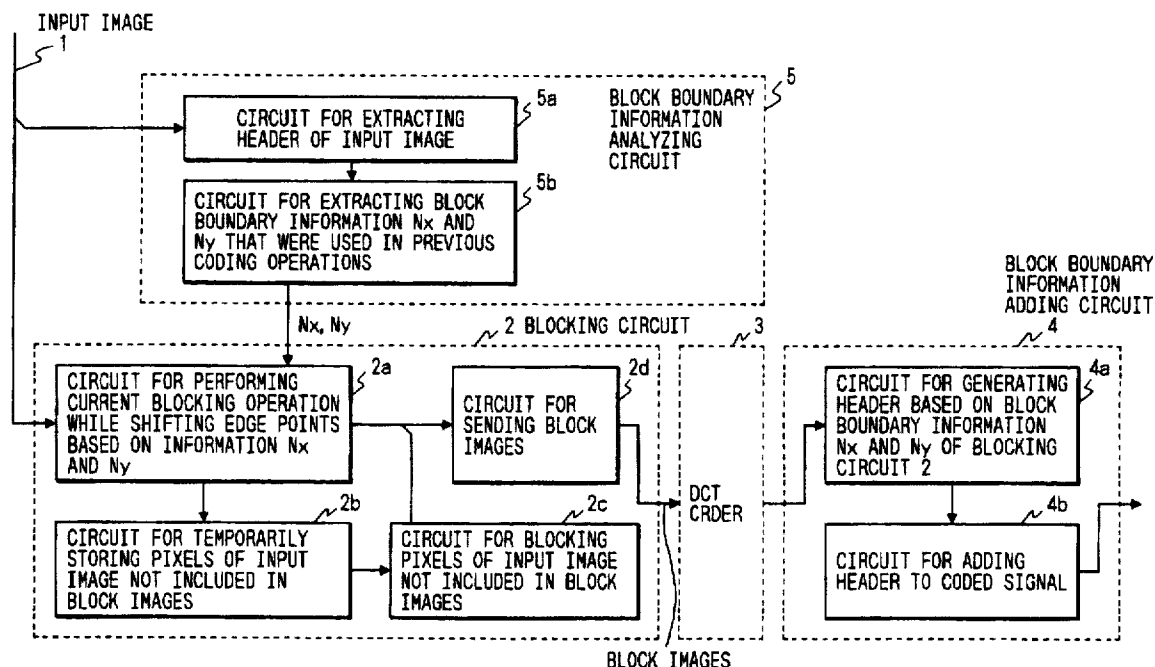 INPUT IMAGE
1
5
5a
CIRCUIT FOR EXTRACTING
HEADER OF INPUT IMAGE
BLOCK BOUNDARY
INFORMATION
ANALYZING
CIRCUIT
5b
CIRCUIT FOR EXTRACTING BLOCK
BOUNDARY INFORMATION Nx AND
Ny THAT WERE USED IN PREVIOUS
CODING OPERATIONS
Nx, Ny
2 BLOCKING CIRCUIT
2a
CIRCUIT FOR PERFORMING
CURRENT BLOCKING OPERATION
WHILE SHIFTING EDGE POINTS
BASED ON INFORMATION Nx
AND Ny
2d
CIRCUIT FOR
SENDING BLOCK
IMAGES
2b
CIRCUIT FOR TEMPORARILY
STORING PIXELS OF INPUT
IMAGE NOT INCLUDED IN
BLOCK IMAGES
2c
CIRCUIT FOR BLOCKING
PIXELS OF INPUT IMAGE
NOT INCLUDED IN BLOCK
IMAGES
BLOCK IMAGES
3
DCT
CRDER
BLOCK BOUNDARY
INFORMATION
ADDING CIRCUIT
4
4a
CIRCUIT FOR GENERATING
HEADER BASED ON BLOCK
BOUNDARY INFORMATION
Nx AND Ny OF BLOCKING
CIRCUIT 2
4b
CIRCUIT FOR ADDING
HEADER TO CODED SIGNAL